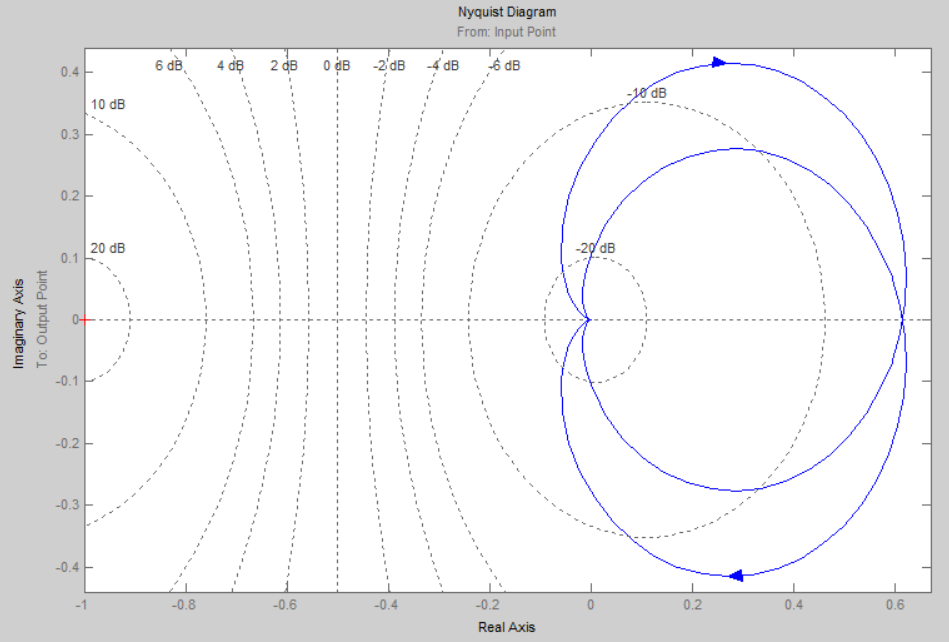 Nyquist Diagram
From: Input Point
6 dB 4 dB 2 dB 0 dB -2 dB -4 dB -6 dB
10 dB
-10 dB
20 dB
-20 dB
0.4
0.3
0.2
0.1
0
-0.1
-0.2
-0.3
-0.4
-1 -0.8 -0.6 -0.4 -0.2 0 0.2 0.4 0.6
Real Axis
Imaginary Axis
To: Output Point